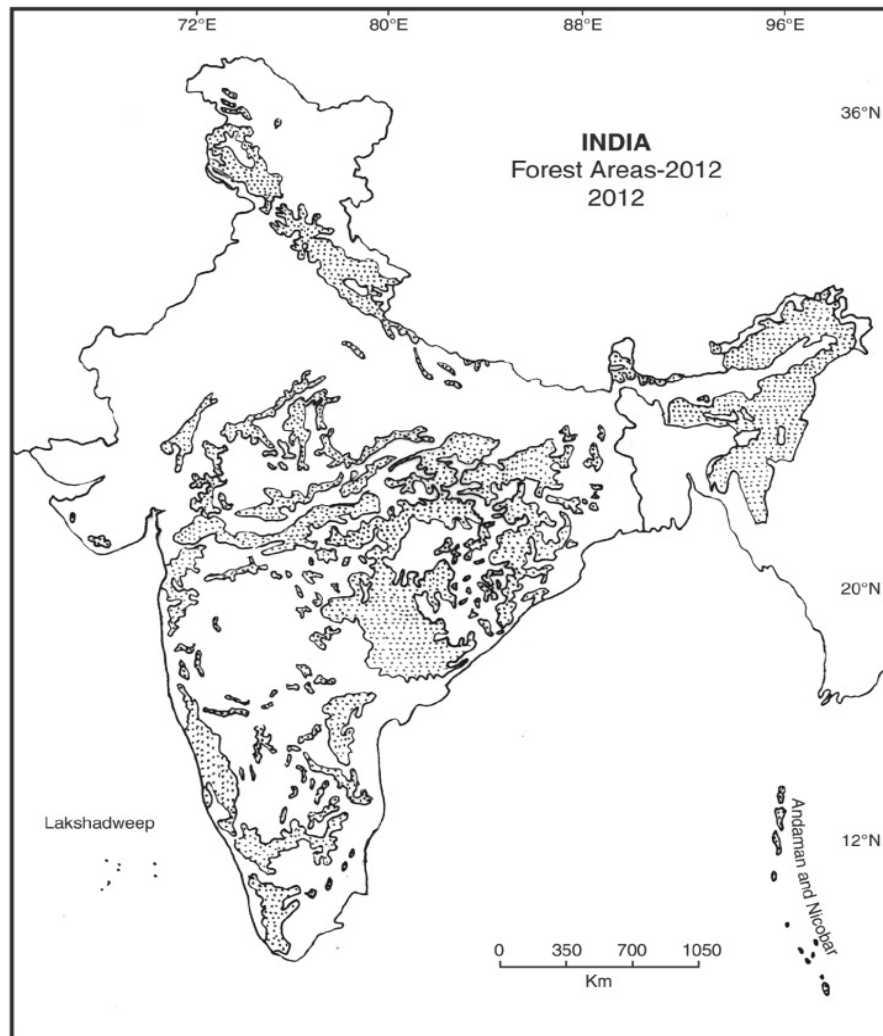 72°E 80°E 88°E 96°E
36°N
INDIA
Forest Areas-2012
2012
20°N
Lakshadweep
12°N
Andaman and Nicobar
0 350 700 1050
Km